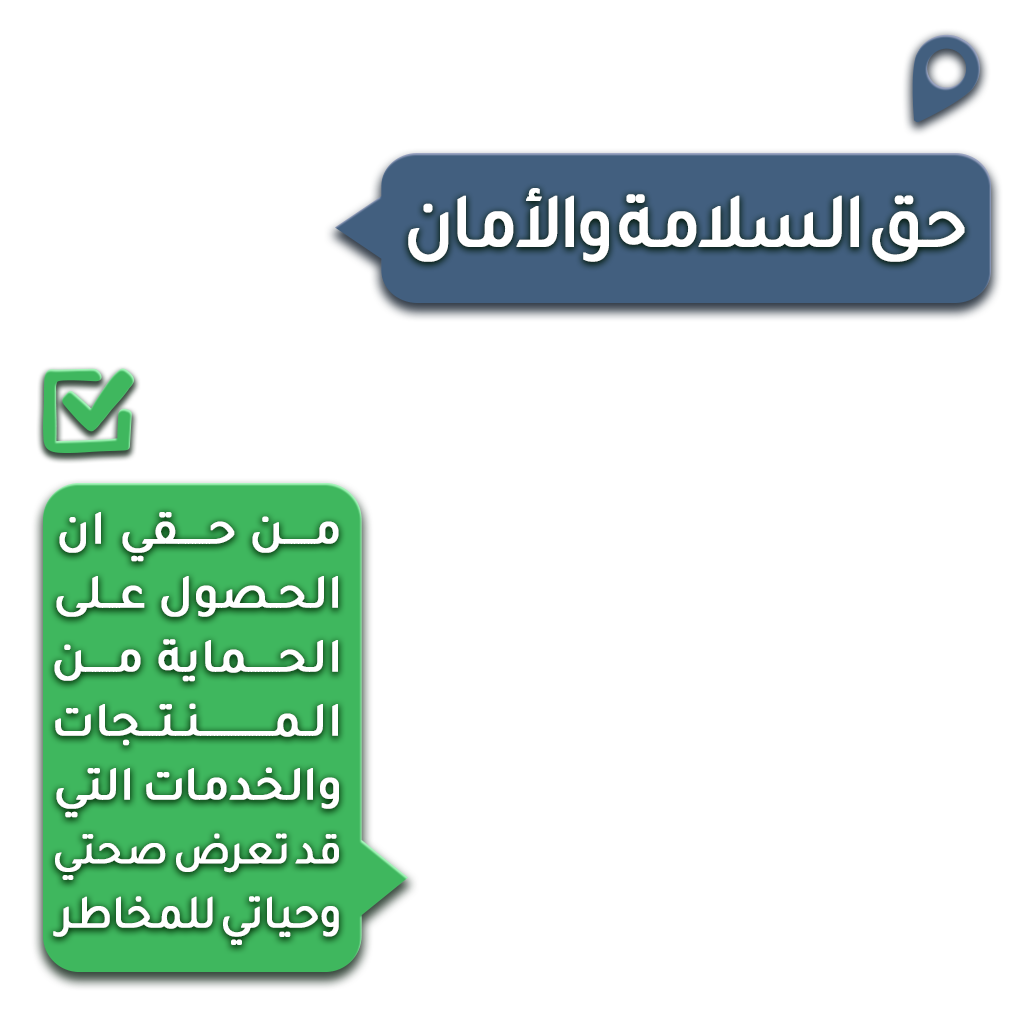 حق السلامة والأمان
من حقي ان
الحصول على
الحماية من
المنتجات
والخدمات التي
قد تعرض صحتي
وحياتي للمخاطر